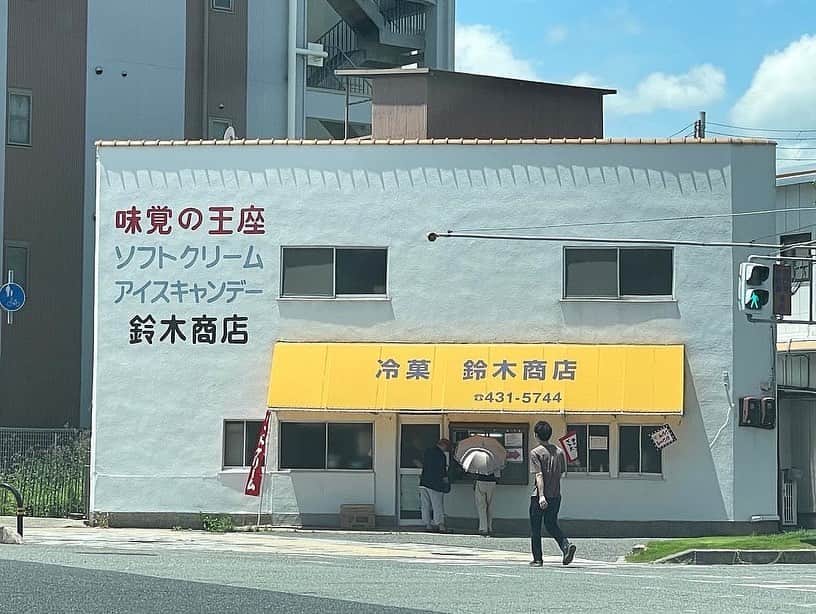 味覚の王座
ソフトクリーム
アイスキャンデー
鈴木商店
冷菓 鈴木商店
☎431-5744